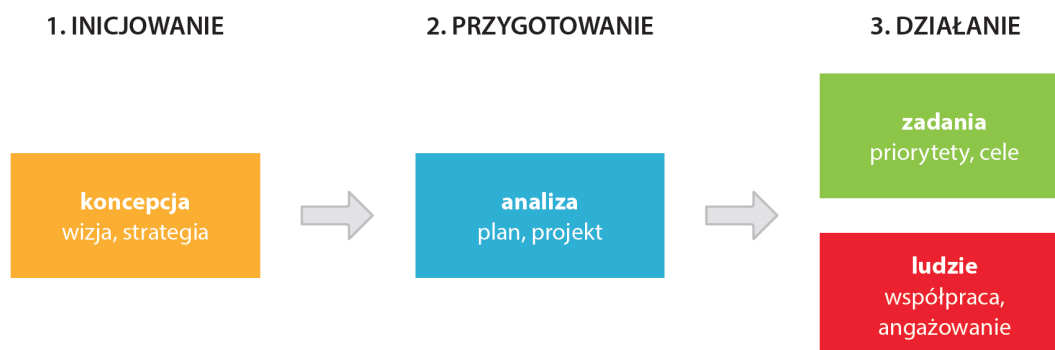 1. INICJOWANIE
2. PRZYGOTOWANIE
3. DZIAŁANIE
koncepcja
wizja, strategia
analiza
plan, projekt
zadania
priorytety, cele
ludzie
współpraca,
angażowanie